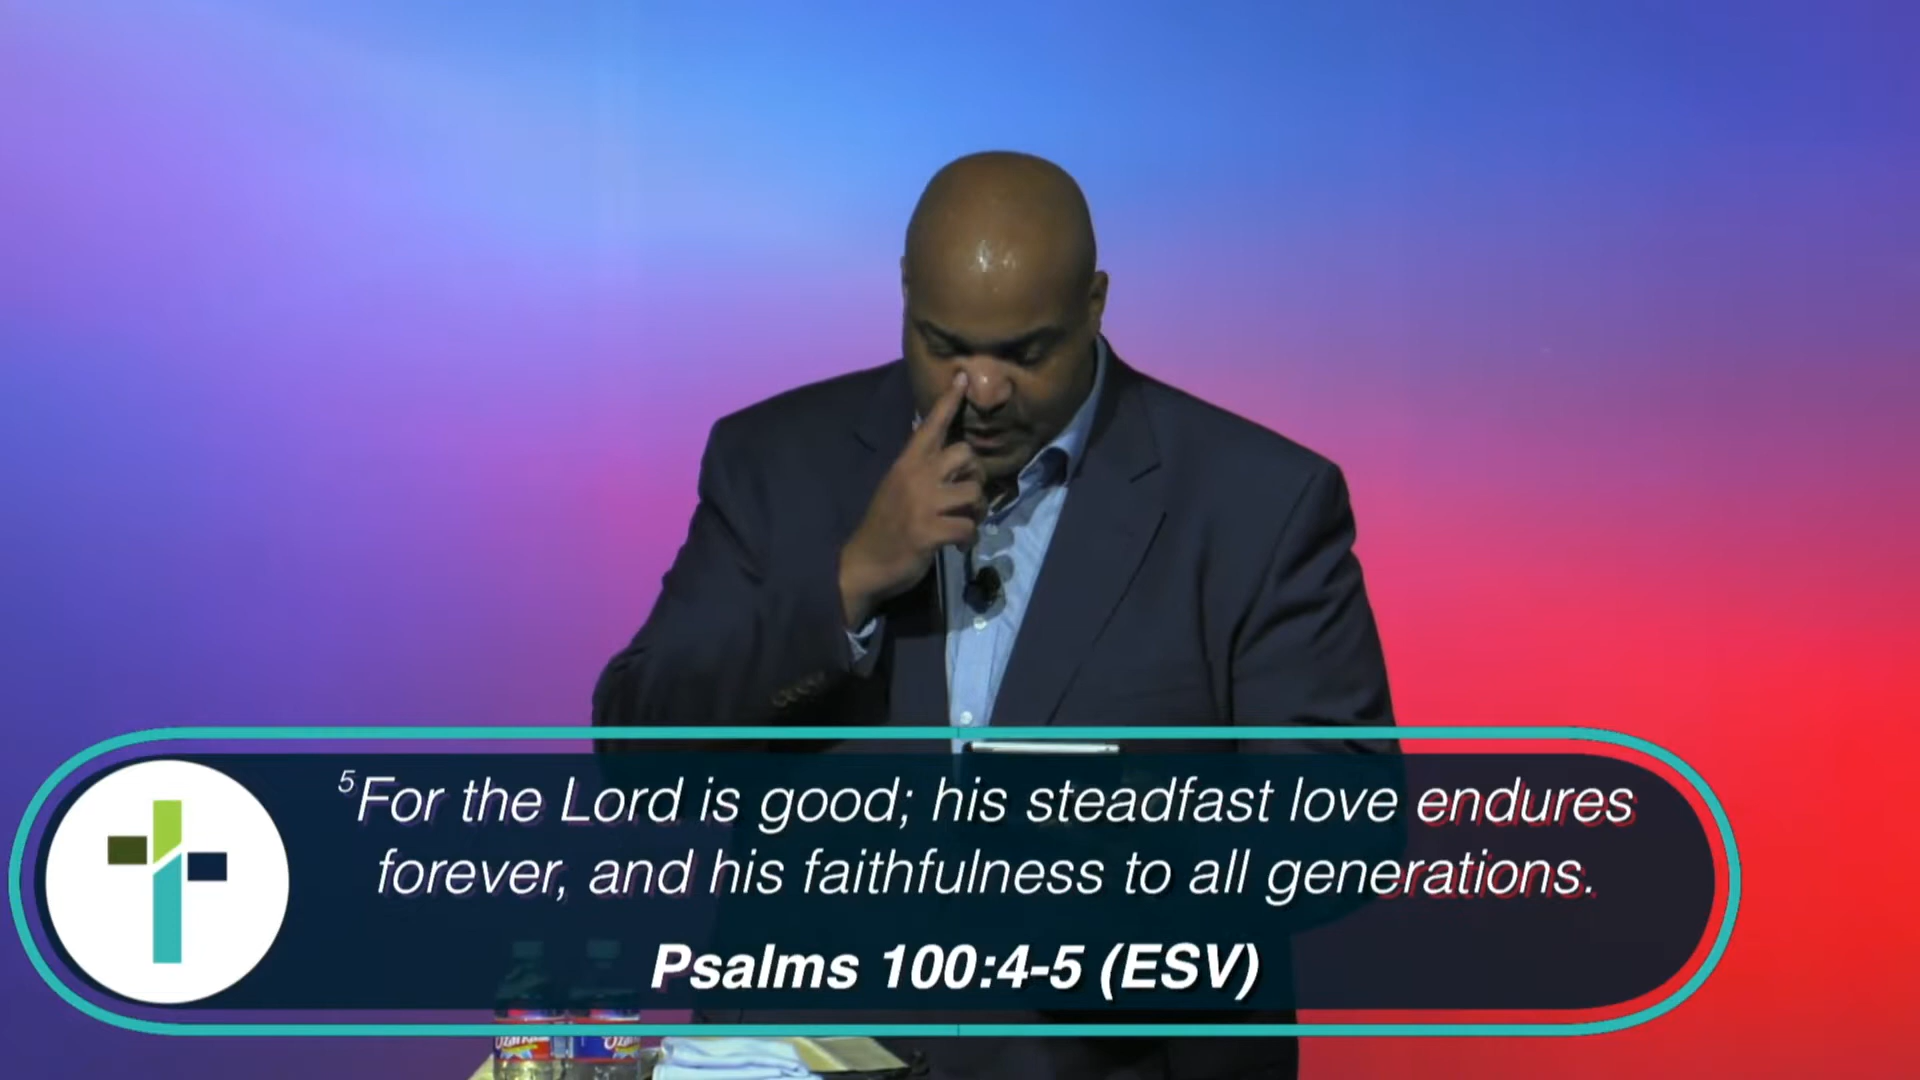 ⁵For the Lord is good; his steadfast love endures
forever, and his faithfulness to all generations.
Psalms 100:4-5 (ESV)